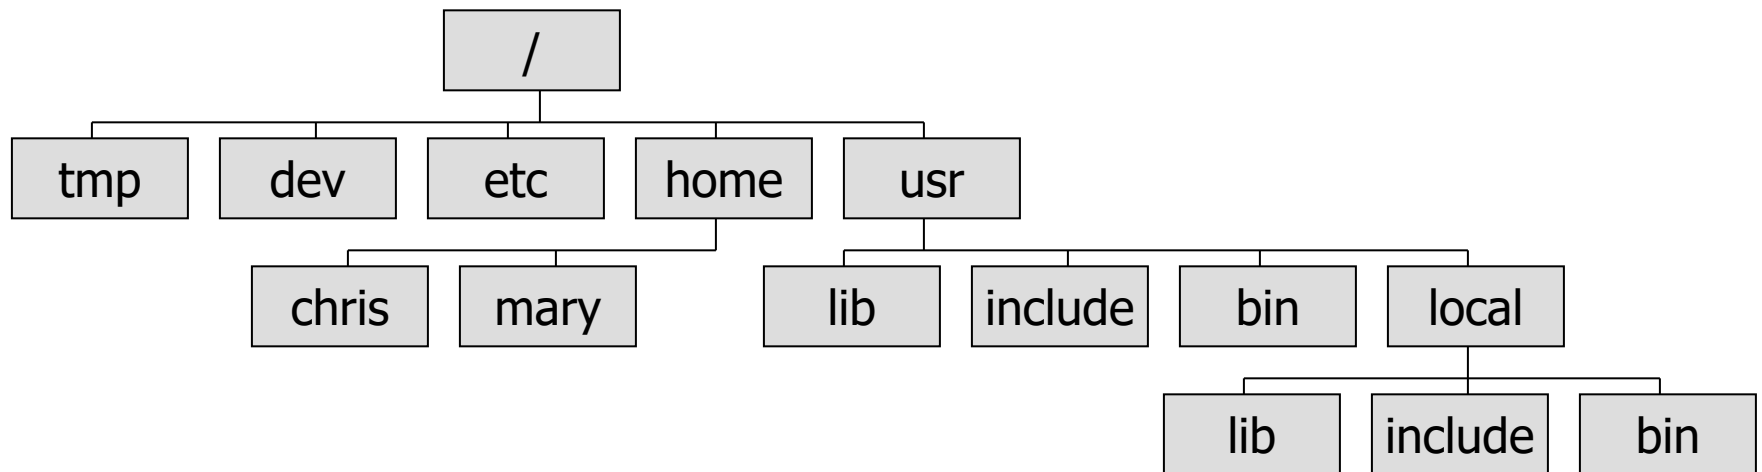 /
tmp dev etc home usr
chris mary lib include bin local
lib include bin